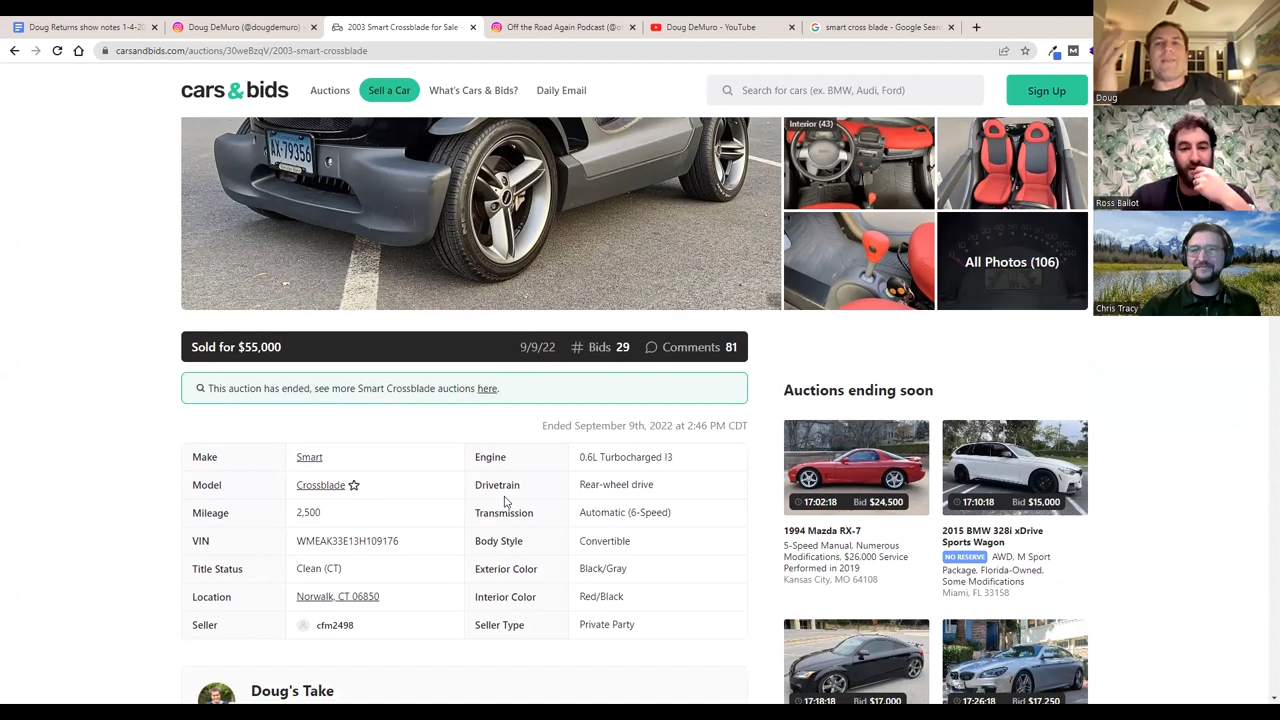 Doug Returns show notes 1-4-2
Doug DeMuro (@dougdemuro)
2003 Smart Crossblade for Sale -
Off the Road Again Podcast (@o
Doug DeMuro - YouTube
smart cross blade - Google Sear
carsandbids.com/auctions/30weBzqV/2003-smart-crossblade
cars&bids
Auctions
Sell a Car
What's Cars & Bids?
Daily Email
Search for cars (ex. BMW, Audi, Ford)
Sign Up
Doug
Ross Ballot
Chris Tracy
AX·79356
Interior (43)
All Photos (106)
Sold for $55,000
9/9/22
Bids 29
Comments 81
This auction has ended, see more Smart Crossblade auctions here.
Ended September 9th, 2022 at 2:46 PM CDT
Make Smart Engine 0.6L Turbocharged I3
Model Crossblade Drivetrain Rear-wheel drive
Mileage 2,500 Transmission Automatic (6-Speed)
VIN WMEAK33E13H109176 Body Style Convertible
Title Status Clean (CT) Exterior Color Black/Gray
Location Norwalk, CT 06850 Interior Color Red/Black
Seller cfm2498 Seller Type Private Party
Doug's Take
Auctions ending soon
17:02:18 Bid $24,500
1994 Mazda RX-7
5-Speed Manual, Numerous
Modifications, $26,000 Service
Performed in 2019
Kansas City, MO 64108
17:10:18 Bid $15,000
2015 BMW 328i xDrive
Sports Wagon
NO RESERVE AWD, M Sport
Package, Florida-Owned,
Some Modifications
Miami, FL 33158
17:18:18 Bid $17,000
17:26:18 Bid $17,250